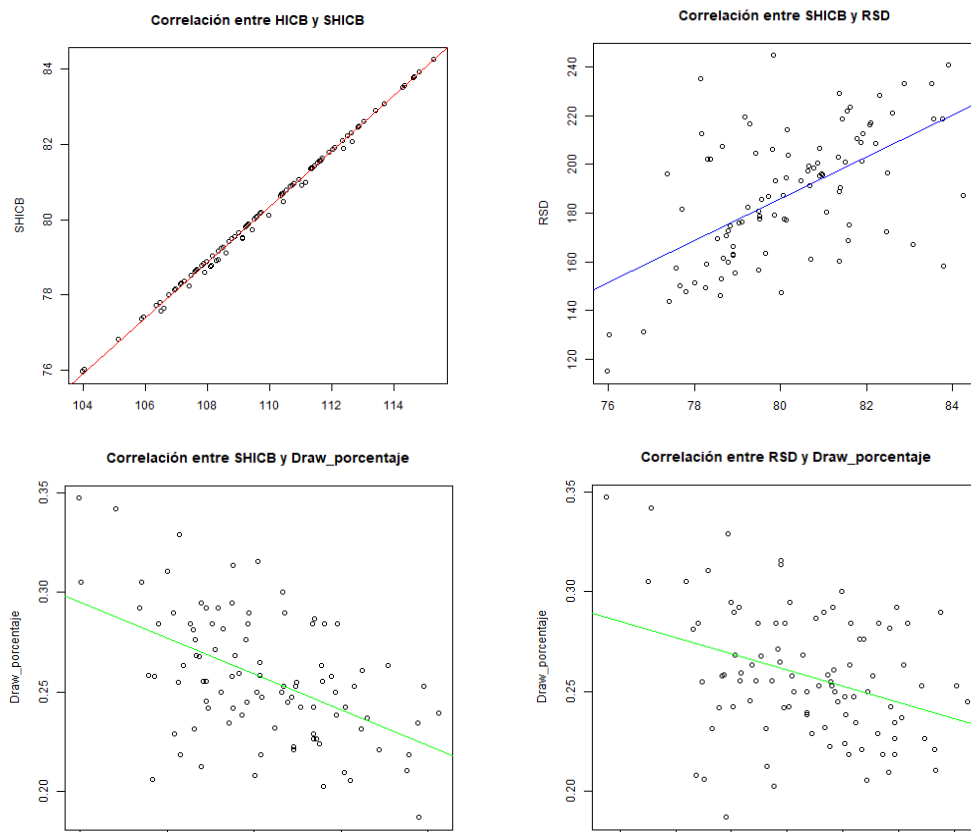 Correlación entre HICB y SHICB
SHICB
84
82
80
78
76
104 106 108 110 112 114
Correlación entre SHICB y RSD
RSD
240
220
200
180
160
140
120
76 78 80 82 84
Correlación entre SHICB y Draw_porcentaje
Draw_porcentaje
0.35
0.30
0.25
0.20
Correlación entre RSD y Draw_porcentaje
Draw_porcentaje
0.35
0.30
0.25
0.20